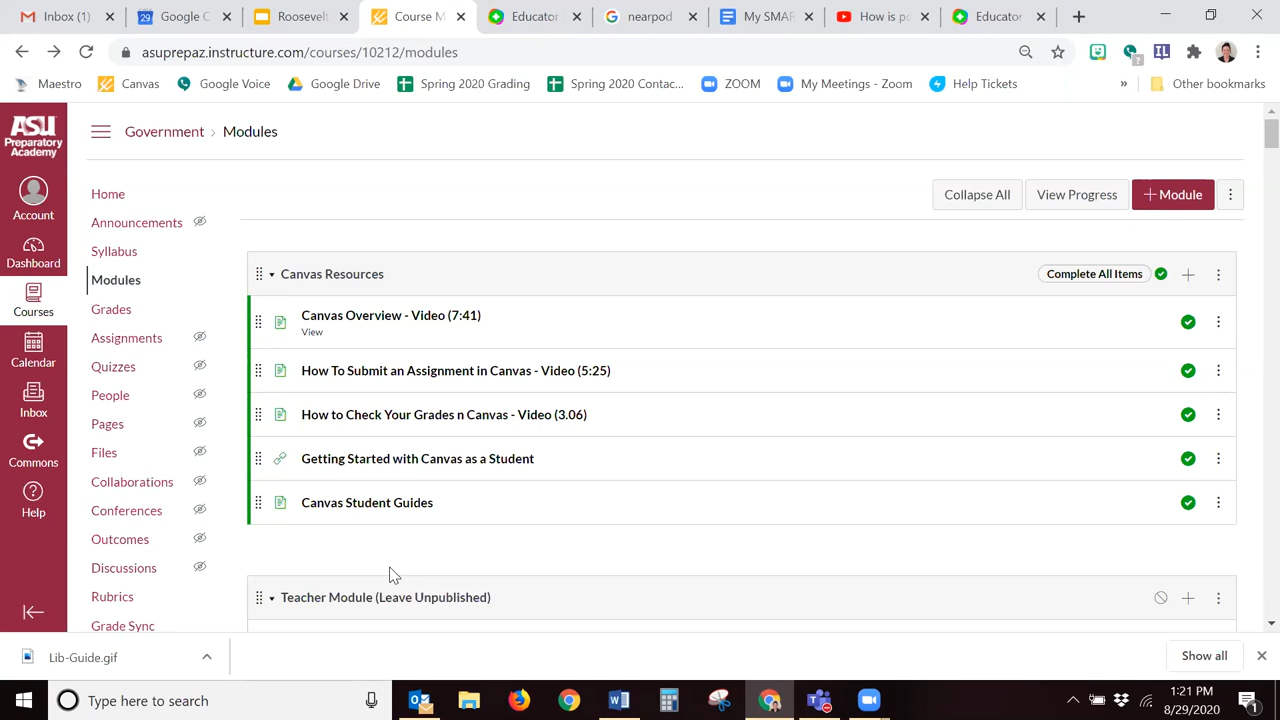 Inbox (1)
Google C
Roosevelt
Course M
Educator
nearpod
My SMAR
How is po
Educator
asuprepaz.instructure.com/courses/10212/modules
Maestro
Canvas
Google Voice
Google Drive
Spring 2020 Grading
Spring 2020 Contac...
ZOOM
My Meetings - Zoom
Help Tickets
»
Other bookmarks
ASU
Preparatory
Academy
Account
Dashboard
Courses
Calendar
Inbox
Commons
Help
Government › Modules
Home
Announcements
Syllabus
Modules
Grades
Assignments
Quizzes
People
Pages
Files
Collaborations
Conferences
Outcomes
Discussions
Rubrics
Grade Sync
Collapse All
View Progress
+ Module
Canvas Resources
Complete All Items
Canvas Overview - Video (7:41)
View
How To Submit an Assignment in Canvas - Video (5:25)
How to Check Your Grades n Canvas - Video (3.06)
Getting Started with Canvas as a Student
Canvas Student Guides
Teacher Module (Leave Unpublished)
Lib-Guide.gif
Show all
Type here to search
1:21 PM
8/29/2020